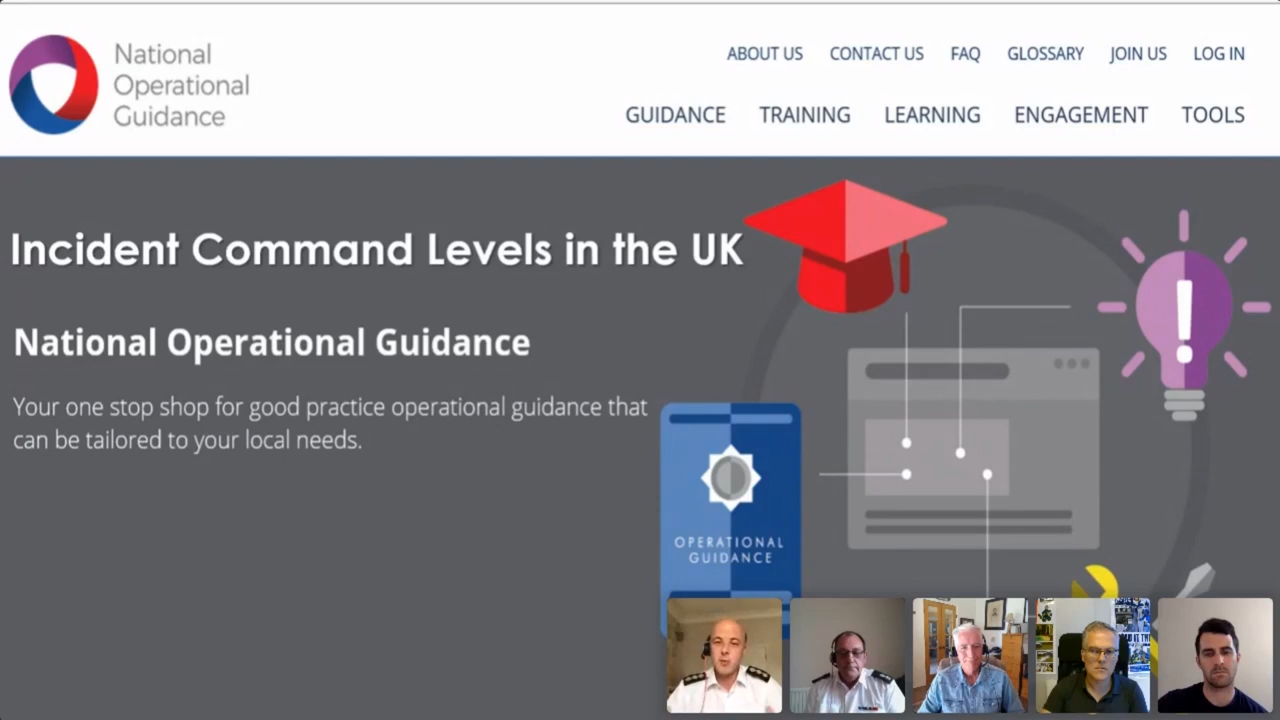 National
Operational
Guidance
ABOUT US CONTACT US FAQ GLOSSARY JOIN US LOG IN
GUIDANCE TRAINING LEARNING ENGAGEMENT TOOLS
Incident Command Levels in the UK
National Operational Guidance
Your one stop shop for good practice operational guidance that
can be tailored to your local needs.
OPERATIONAL
GUIDANCE